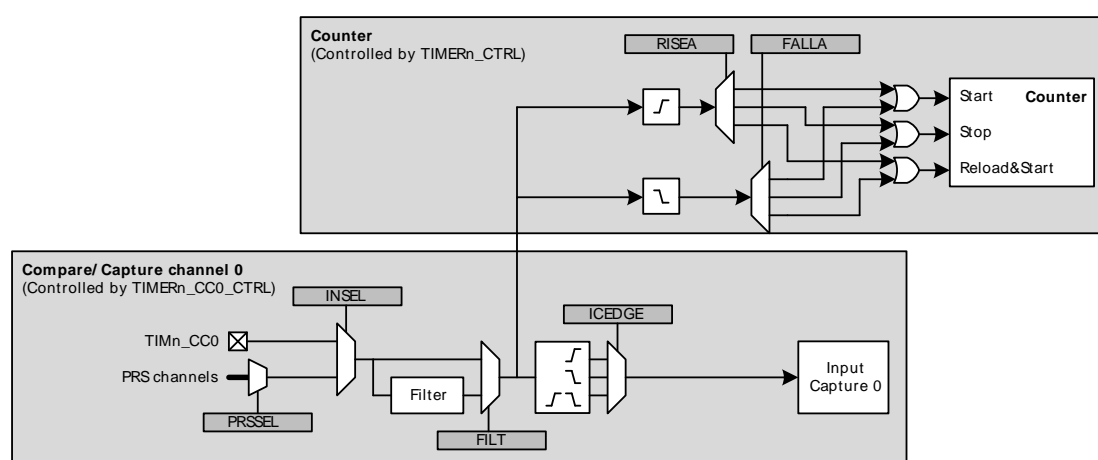 Counter
(Controlled by TIMERn_CTRL)
RISEA
FALLA
Start
Counter
Stop
Reload&Start
Compare/ Capture channel 0
(Controlled by TIMERn_CC0_CTRL)
INSEL
ICEDGE
TIMn_CC0
PRS channels
Filter
Input
Capture 0
PRSSEL
FILT